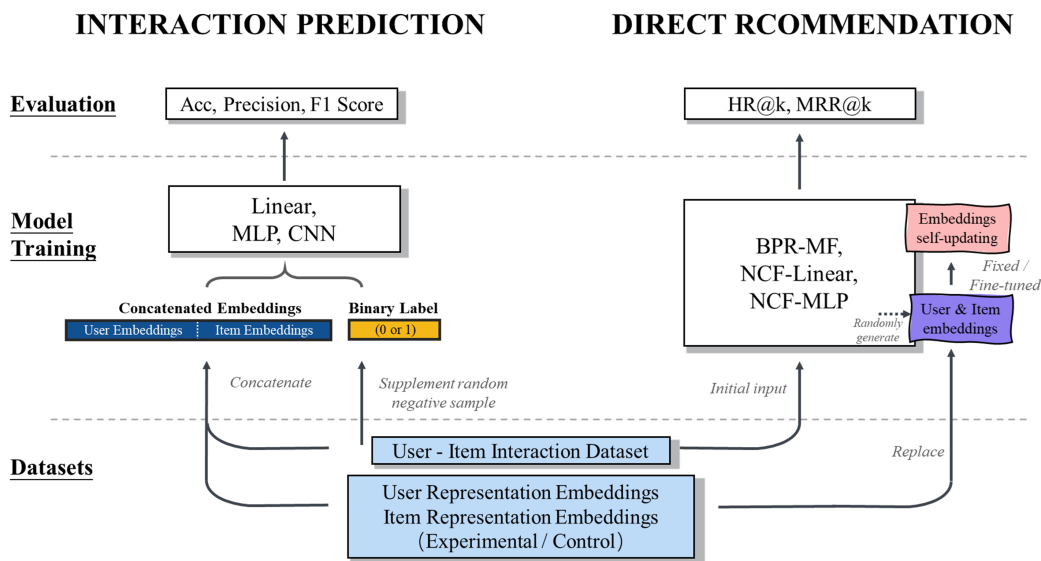 INTERACTION PREDICTION
DIRECT RCOMMENDATION
Evaluation
Acc, Precision, F1 Score
HR@k, MRR@k
Model
Training
Linear,
MLP, CNN
BPR-MF,
NCF-Linear,
NCF-MLP
Embeddings
self-updating
Fixed /
Fine-tuned
Randomly
generate
User & Item
embeddings
Concatenated Embeddings
User Embeddings
Item Embeddings
Binary Label
(0 or 1)
Concatenate
Supplement random
negative sample
Initial input
Replace
Datasets
User - Item Interaction Dataset
User Representation Embeddings
Item Representation Embeddings
（Experimental / Control）